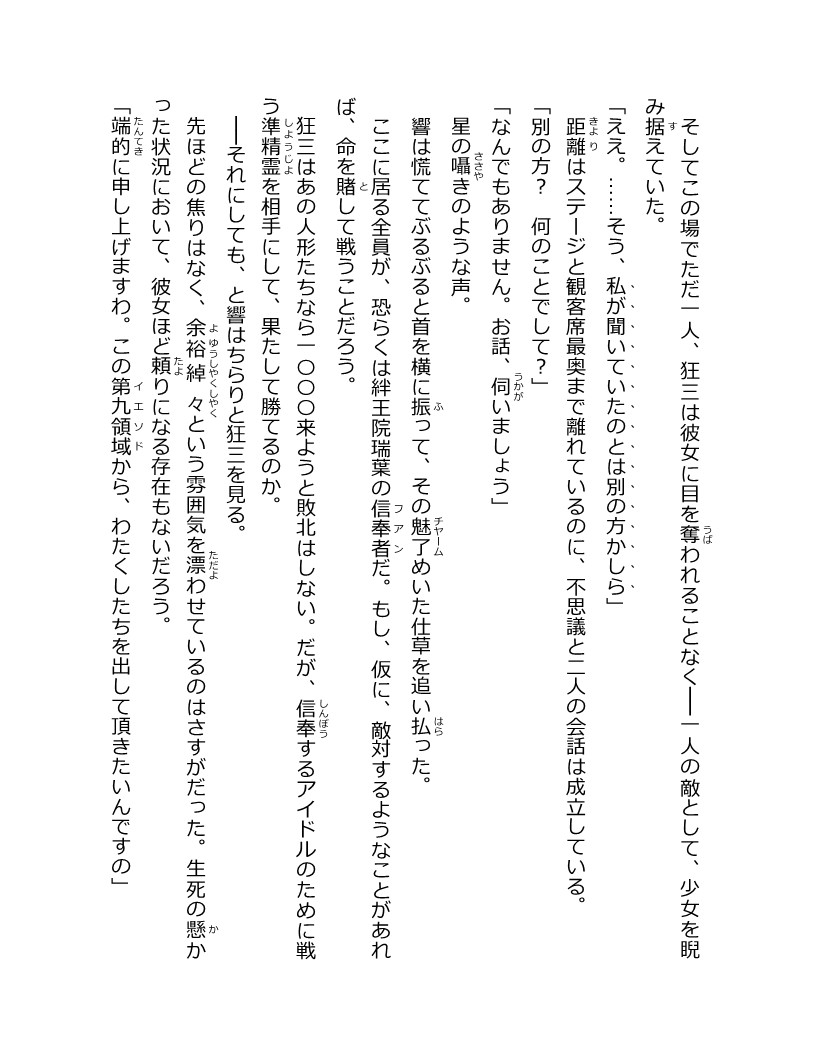 そしてこの場でただ一人、狂三は彼女に目を奪われることなく――一人の敵として、少女を睨
み据えていた。
「ええ。……そう、私が聞いていたのとは別の方かしら」
距離はステージと観客席最奥まで離れているのに、不思議と二人の会話は成立している。
「別の方？　何のことでして？」
「なんでもありません。お話、伺いましょう」
星の囁きのような声。
響は慌ててぶるぶると首を横に振って、その魅了めいた仕草を追い払った。
ここに居る全員が、恐らくは絆王院瑞葉の信奉者だ。もし、仮に、敵対するようなことがあれ
ば、命を賭して戦うことだろう。
狂三はあの人形たちなら一〇〇〇来ようと敗北はしない。だが、信奉するアイドルのために戦
う準精霊を相手にして、果たして勝てるのか。
――それにしても、と響はちらりと狂三を見る。
先ほどの焦りはなく、余裕綽々という雰囲気を漂わせているのはさすがだった。生死の懸か
った状況において、彼女ほど頼りになる存在もないだろう。
「端的に申し上げますわ。この第九領域から、わたくしたちを出して頂きたいんですの」